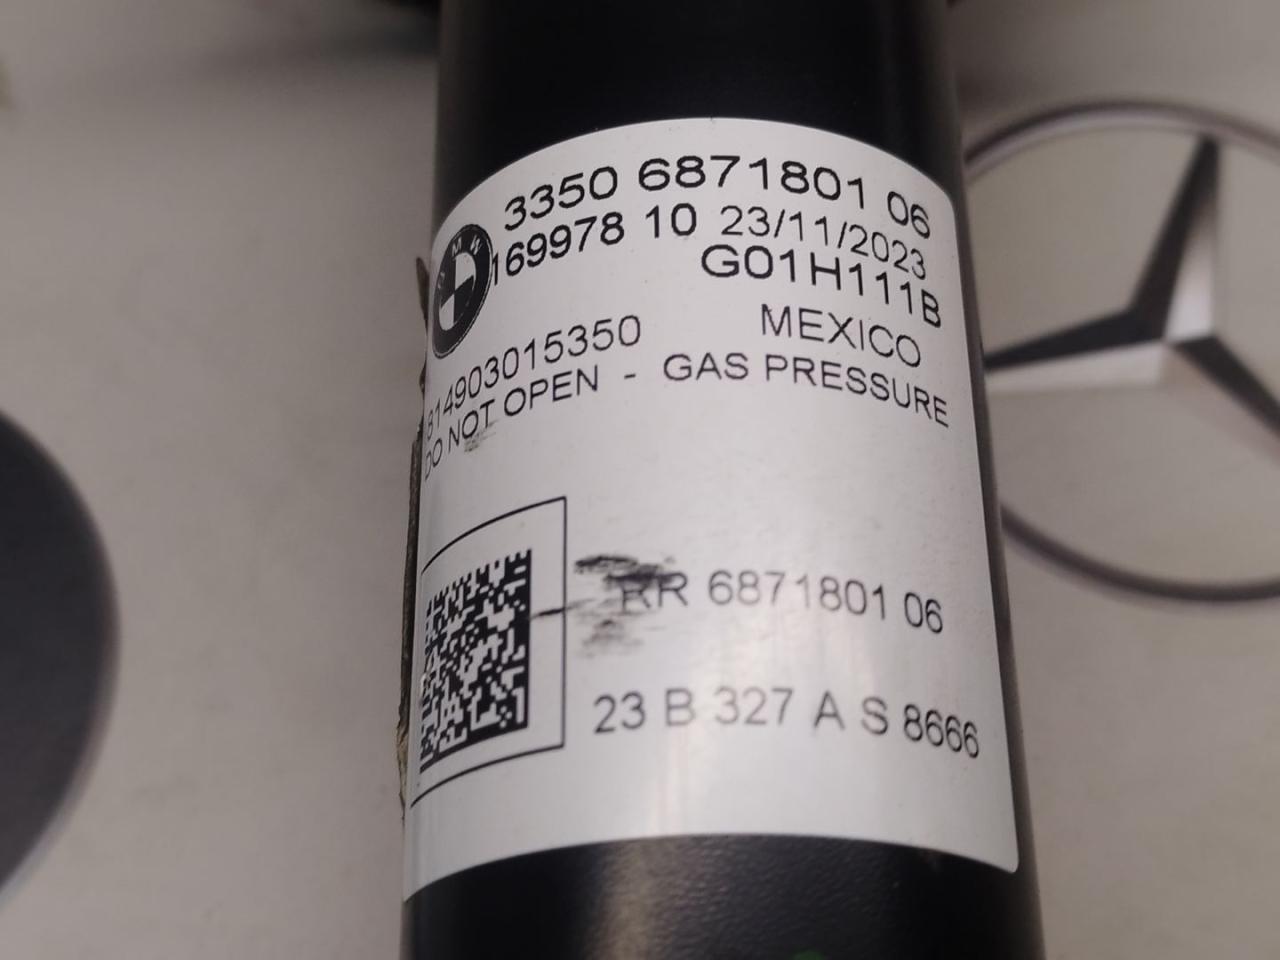 3350 6871801 06
169978 10 23/11/2023
G01H111B
BMW
MEXICO
814903015350
DO NOT OPEN - GAS PRESSURE
RR 6871801 06
23 B 327 A S 8666